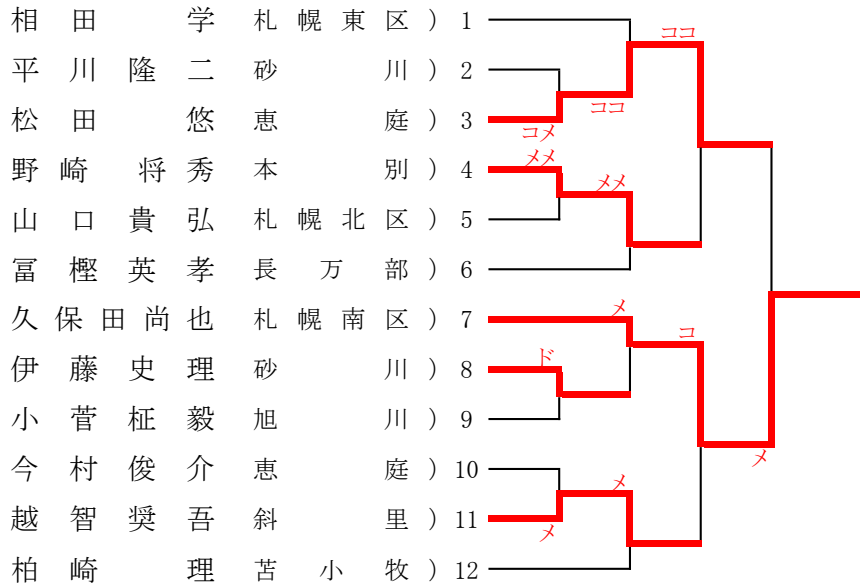 相田　学 札幌東区 ) 1
ココ
平川隆二 砂川 ) 2
ココ
松田　悠 恵庭 ) 3
コメ
メメ
野崎将秀 本別 ) 4
メメ
山口貴弘 札幌北区 ) 5
冨樫英孝 長万部 ) 6
メ
久保田尚也 札幌南区 ) 7
コ
ド
伊藤史理 砂川 ) 8
小菅柾毅 旭川 ) 9
メ
今村俊介 恵庭 ) 10
メ
越智奨吾 斜里 ) 11
メ
柏崎　理 苫小牧 ) 12